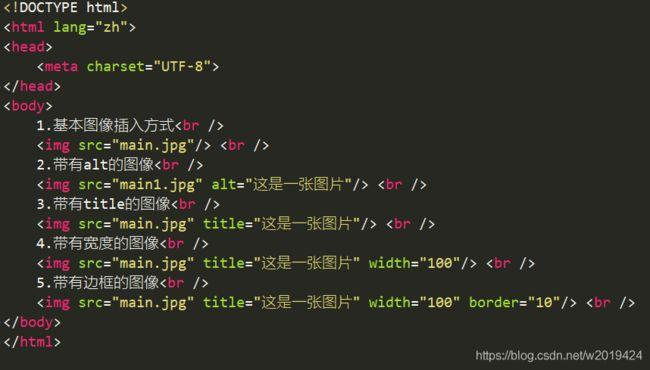 <!DOCTYPE html>
<html lang="zh">
<head>
    <meta charset="UTF-8">
</head>
<body>
    1.基本图像插入方式<br />
    <img src="main.jpg"/> <br />
    2.带有alt的图像<br />
    <img src="main1.jpg" alt="这是一张图片"/> <br />
    3.带有title的图像<br />
    <img src="main.jpg" title="这是一张图片"/> <br />
    4.带有宽度的图像<br />
    <img src="main.jpg" title="这是一张图片" width="100"/> <br />
    5.带有边框的图像<br />
    <img src="main.jpg" title="这是一张图片" width="100" border="10"/> <br />
</body>
</html>
https://blog.csdn.net/w2019424